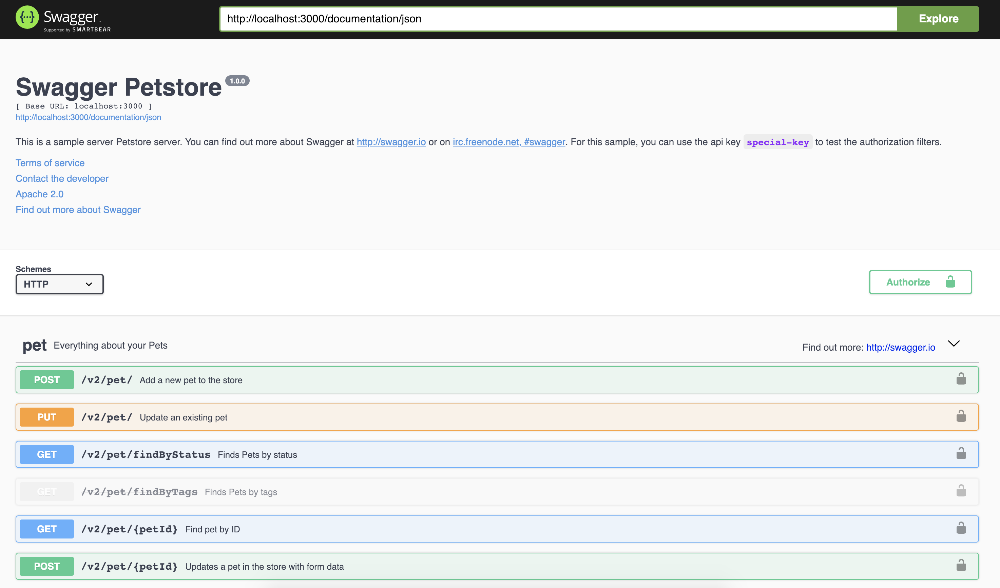 {···} Swagger™
Supported by SMARTBEAR
http://localhost:3000/documentation/json
Explore
Swagger Petstore 1.0.0
[ Base URL: localhost:3000 ]
http://localhost:3000/documentation/json
This is a sample server Petstore server. You can find out more about Swagger at http://swagger.io or on irc.freenode.net, #swagger. For this sample, you can use the api key special-key to test the authorization filters.
Terms of service
Contact the developer
Apache 2.0
Find out more about Swagger
Schemes
HTTP
Authorize
pet Everything about your Pets
Find out more: http://swagger.io
POST /v2/pet/ Add a new pet to the store
PUT /v2/pet/ Update an existing pet
GET /v2/pet/findByStatus Finds Pets by status
GET /v2/pet/findByTags Finds Pets by tags
GET /v2/pet/{petId} Find pet by ID
POST /v2/pet/{petId} Updates a pet in the store with form data